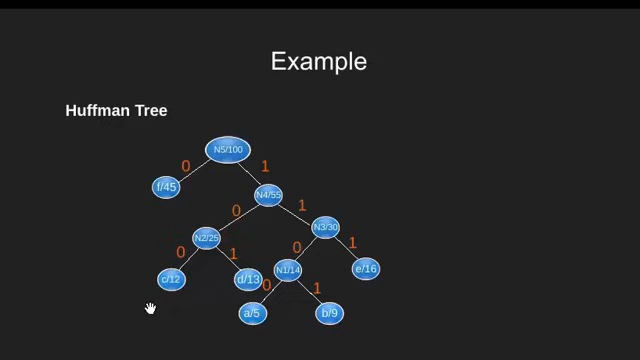 Example
Huffman Tree
N5/100
0 1
f/45
N4/55
0 1
N3/30
N2/25
0 1 0 1
c/12 d/13 N1/14 e/16
0 1
a/5 b/9